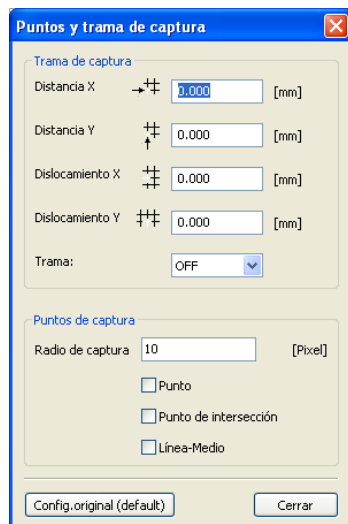 Puntos y trama de captura
Trama de captura
Distancia X 0.000 [mm]
Distancia Y 0.000 [mm]
Dislocamiento X 0.000 [mm]
Dislocamiento Y 0.000 [mm]
Trama: OFF
Puntos de captura
Radio de captura 10 [Pixel]
Punto
Punto de intersección
Línea-Medio
Config.original (default) Cerrar